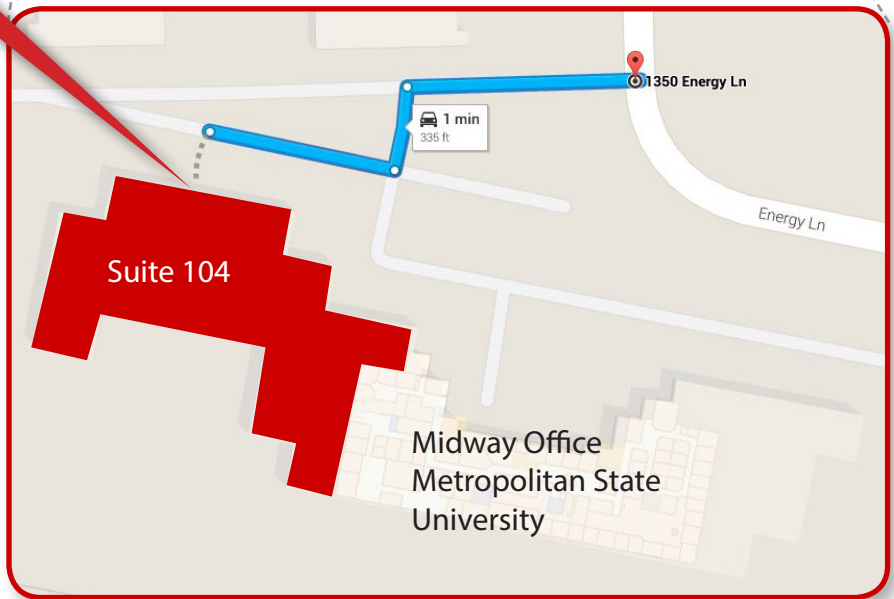 1350 Energy Ln
1 min
335 ft
Energy Ln
Suite 104
Midway Office
Metropolitan State
University